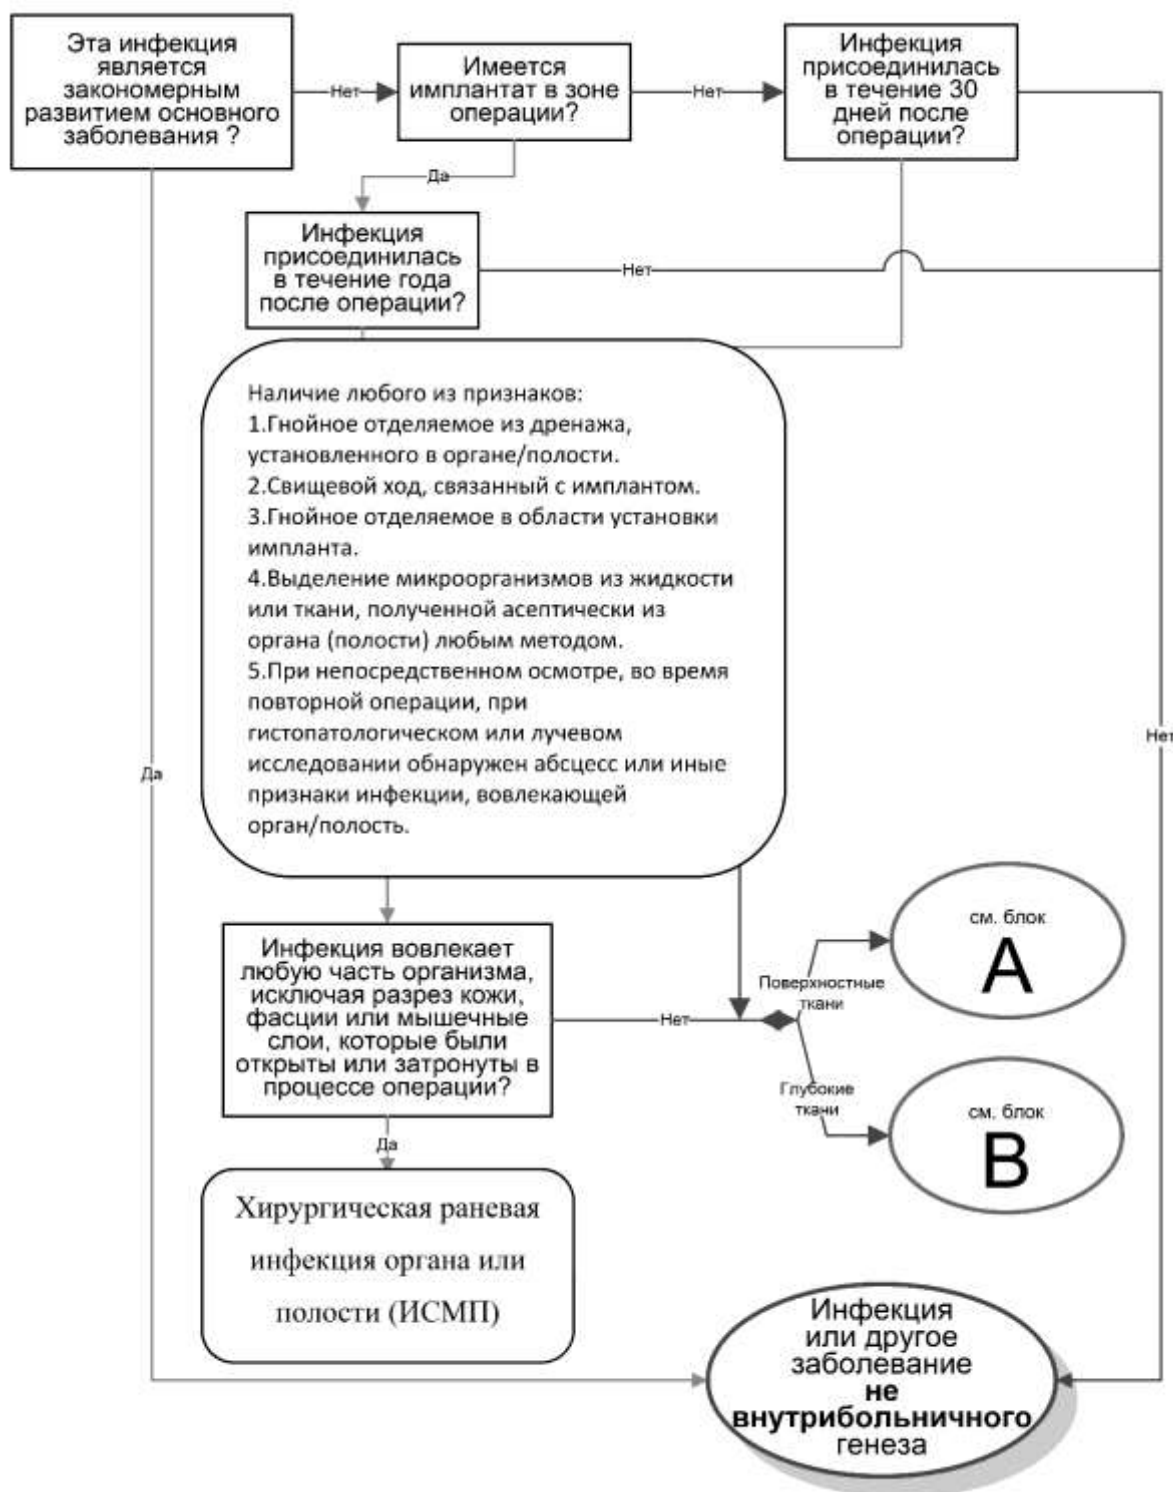 Эта инфекция
является
закономерным
развитием основного
заболевания ?
Нет
Имеется
имплантат в зоне
операции?
Нет
Инфекция
присоединилась
в течение 30
дней после
операции?
Да
Инфекция
присоединилась
в течение года
после операции?
Нет
Наличие любого из признаков:
1.Гнойное отделяемое из дренажа,
установленного в органе/полости.
2.Свищевой ход, связанный с имплантом.
3.Гнойное отделяемое в области установки
импланта.
4.Выделение микроорганизмов из жидкости
или ткани, полученной асептически из
органа (полости) любым методом.
5.При непосредственном осмотре, во время
повторной операции, при
гистопатологическом или лучевом
исследовании обнаружен абсцесс или иные
признаки инфекции, вовлекающей
орган/полость.
Нет
Да
Инфекция вовлекает
любую часть организма,
исключая разрез кожи,
фасции или мышечные
слои, которые были
открыты или затронуты в
процессе операции?
Нет
Поверхностные
ткани
см. блок
А
Глубокие
ткани
см. блок
В
Да
Хирургическая раневая
инфекция органа или
полости (ИСМП)
Инфекция
или другое
заболевание
не
внутрибольничного
генеза